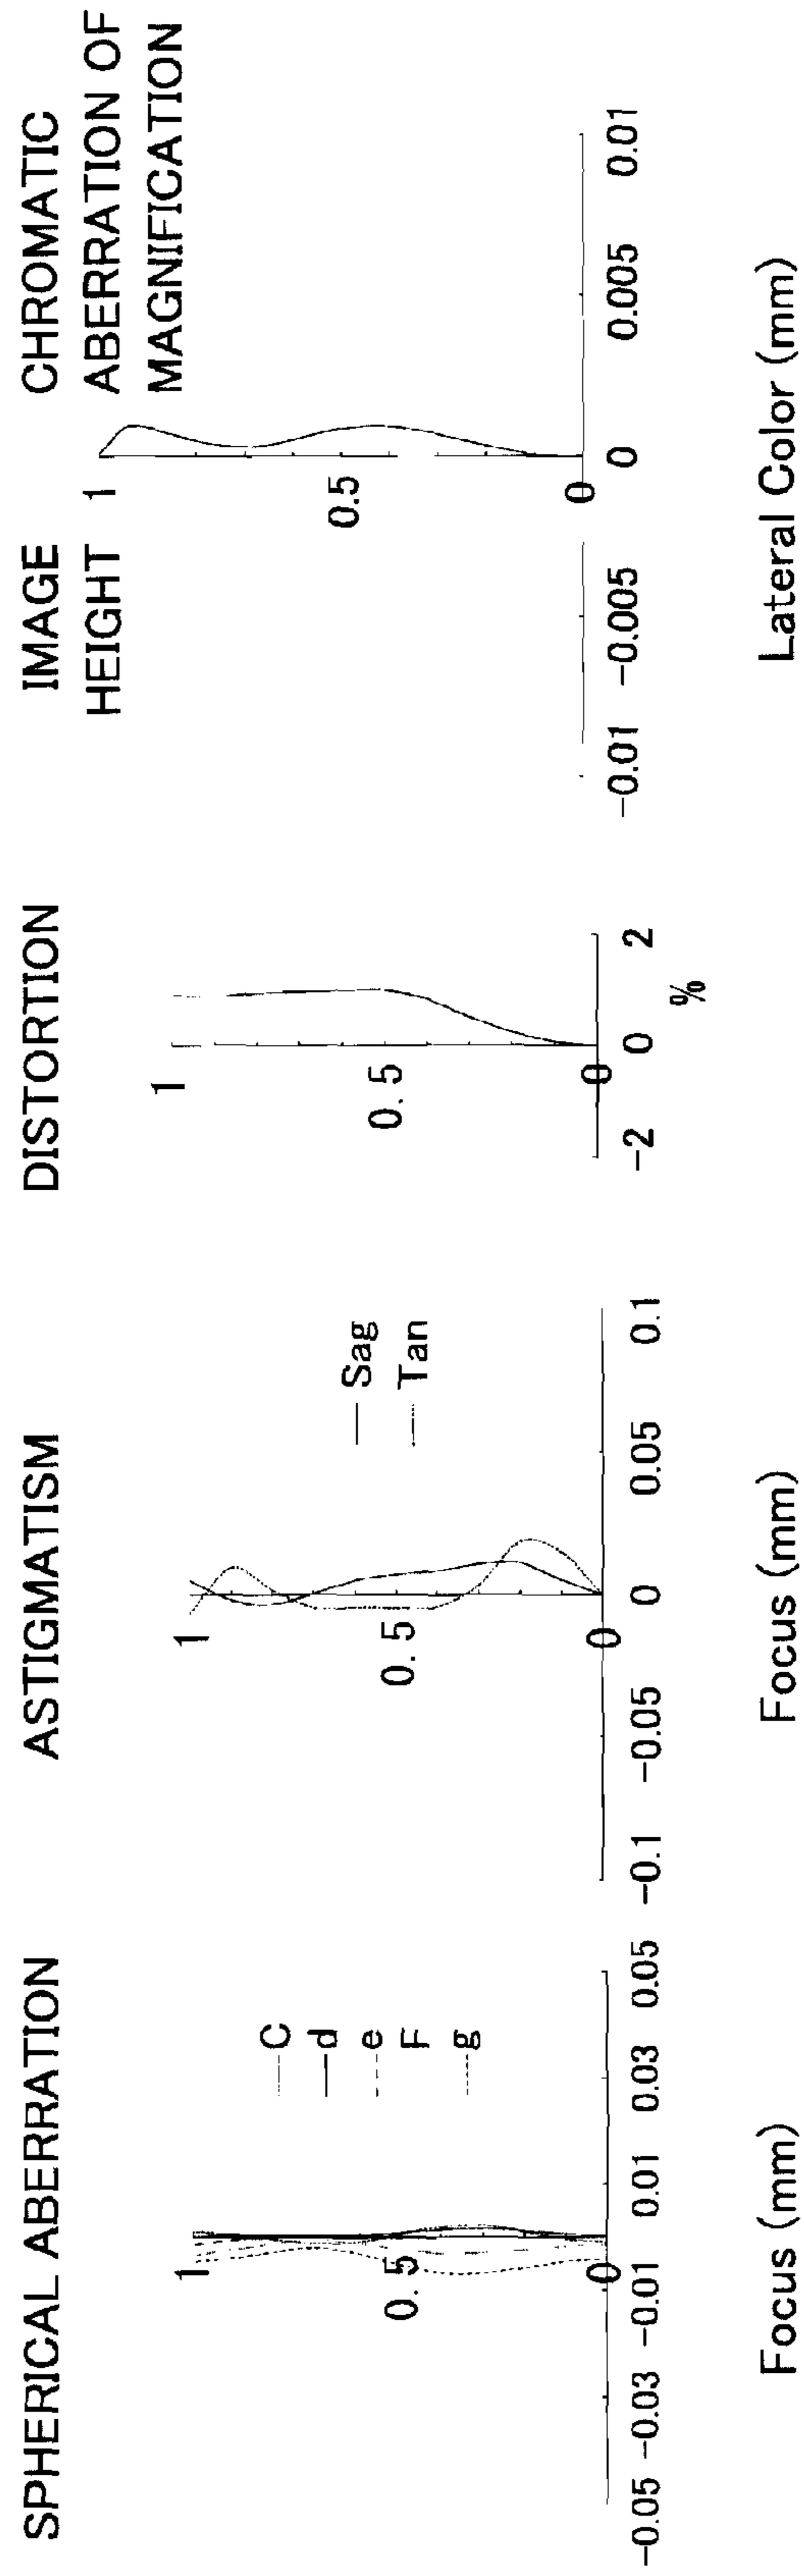 SPHERICAL ABERRATION
1
0.5
0
C
d
e
F
g
−0.05 −0.03 −0.01 0.01 0.03 0.05
Focus (mm)
ASTIGMATISM
1
0.5
0
Sag
Tan
−0.1 −0.05 0 0.05 0.1
Focus (mm)
DISTORTION
1
0.5
0
−2 0 2
%
IMAGE
HEIGHT 1
CHROMATIC
ABERRATION OF
MAGNIFICATION
0.5
0
−0.01 −0.005 0 0.005 0.01
Lateral Color (mm)